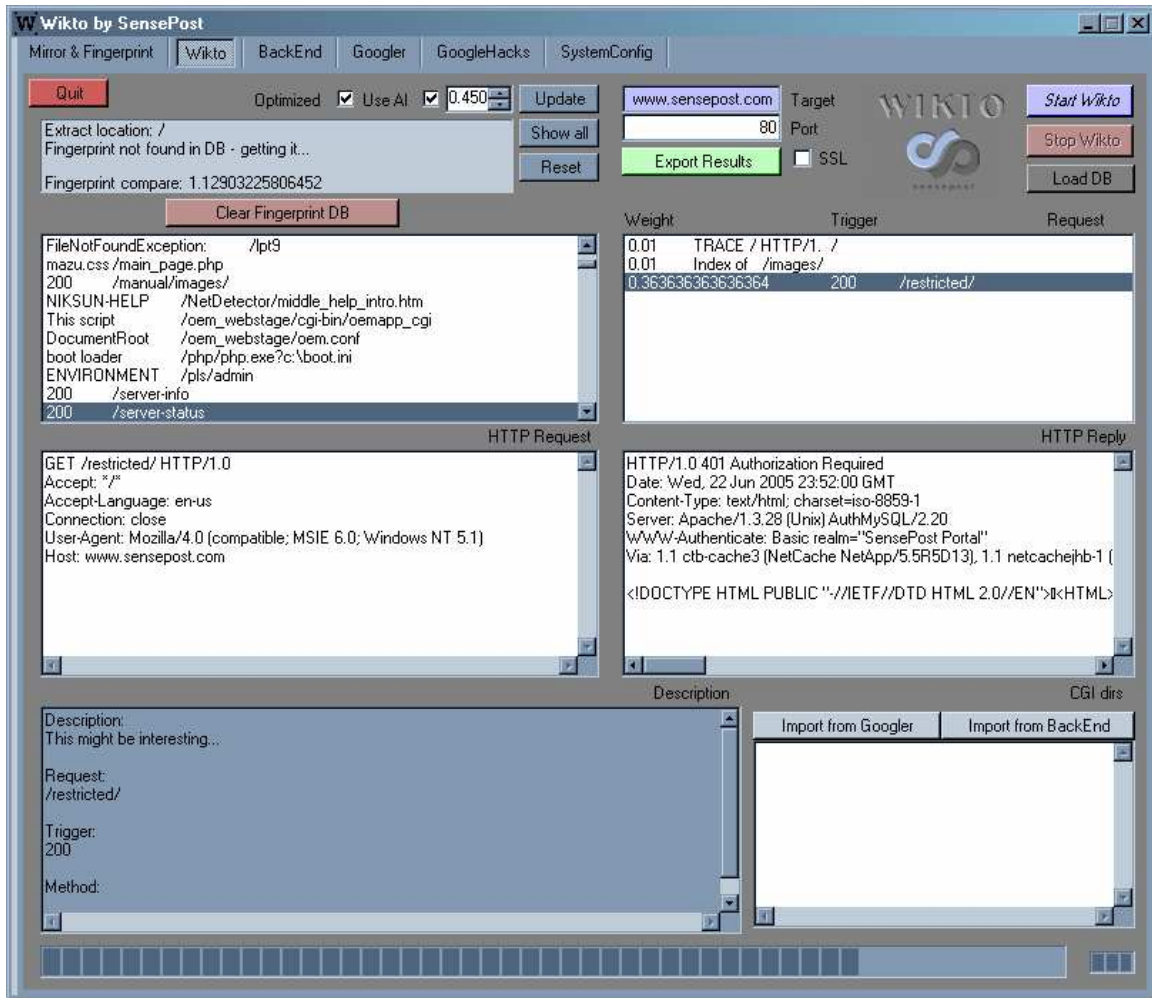 Wikto by SensePost
Mirror & Fingerprint Wikto BackEnd Googler GoogleHacks SystemConfig
Quit
Optimized Use AI 0.450 Update
Show all
Reset
Extract location: /
Fingerprint not found in DB - getting it...
Fingerprint compare: 1.12903225806452
Clear Fingerprint DB
www.sensepost.com Target
80 Port
Export Results SSL
WIKTO
SENSEPOST
Start Wikto
Stop Wikto
Load DB
FileNotFoundException: /lpt9
mazu.css /main_page.php
200 /manual/images/
NIKSUN-HELP /NetDetector/middle_help_intro.htm
This script /oem_webstage/cgi-bin/oemapp_cgi
DocumentRoot /oem_webstage/oem.conf
boot loader /php/php.exe?c:\boot.ini
ENVIRONMENT /pls/admin
200 /server-info
200 /server-status
Weight Trigger Request
0.01 TRACE / HTTP/1. /
0.01 Index of /images/
0.363636363636364 200 /restricted/
HTTP Request
GET /restricted/ HTTP/1.0
Accept: */*
Accept-Language: en-us
Connection: close
User-Agent: Mozilla/4.0 (compatible; MSIE 6.0; Windows NT 5.1)
Host: www.sensepost.com
HTTP Reply
HTTP/1.0 401 Authorization Required
Date: Wed, 22 Jun 2005 23:52:00 GMT
Content-Type: text/html; charset=iso-8859-1
Server: Apache/1.3.28 (Unix) AuthMySQL/2.20
WWW-Authenticate: Basic realm="SensePost Portal"
Via: 1.1 ctb-cache3 (NetCache NetApp/5.5R5D13), 1.1 netcachejhb-1 (
<!DOCTYPE HTML PUBLIC "-//IETF//DTD HTML 2.0//EN"><HTML>
Description
Description:
This might be interesting...
Request:
/restricted/
Trigger:
200
Method:
CGI dirs
Import from Googler Import from BackEnd